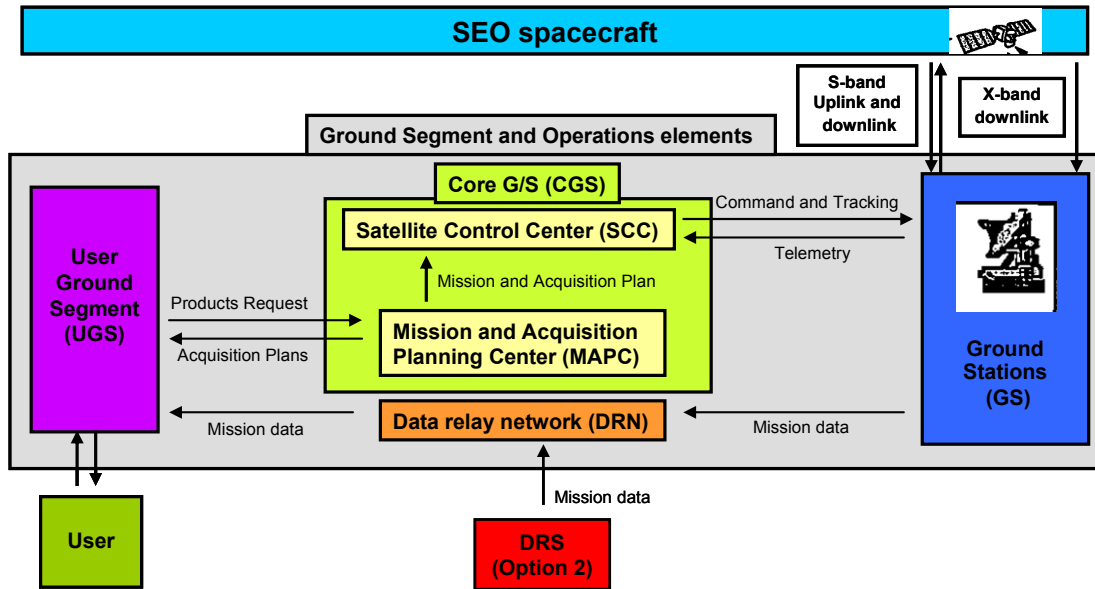 SEO spacecraft
S-band
Uplink and
downlink
X-band
downlink
Ground Segment and Operations elements
Core G/S (CGS)
Satellite Control Center (SCC)
Command and Tracking
Telemetry
Mission and Acquisition Plan
User
Ground
Segment
(UGS)
Products Request
Acquisition Plans
Mission and Acquisition
Planning Center (MAPC)
Ground
Stations
(GS)
Mission data
Data relay network (DRN)
Mission data
Mission data
User
DRS
(Option 2)